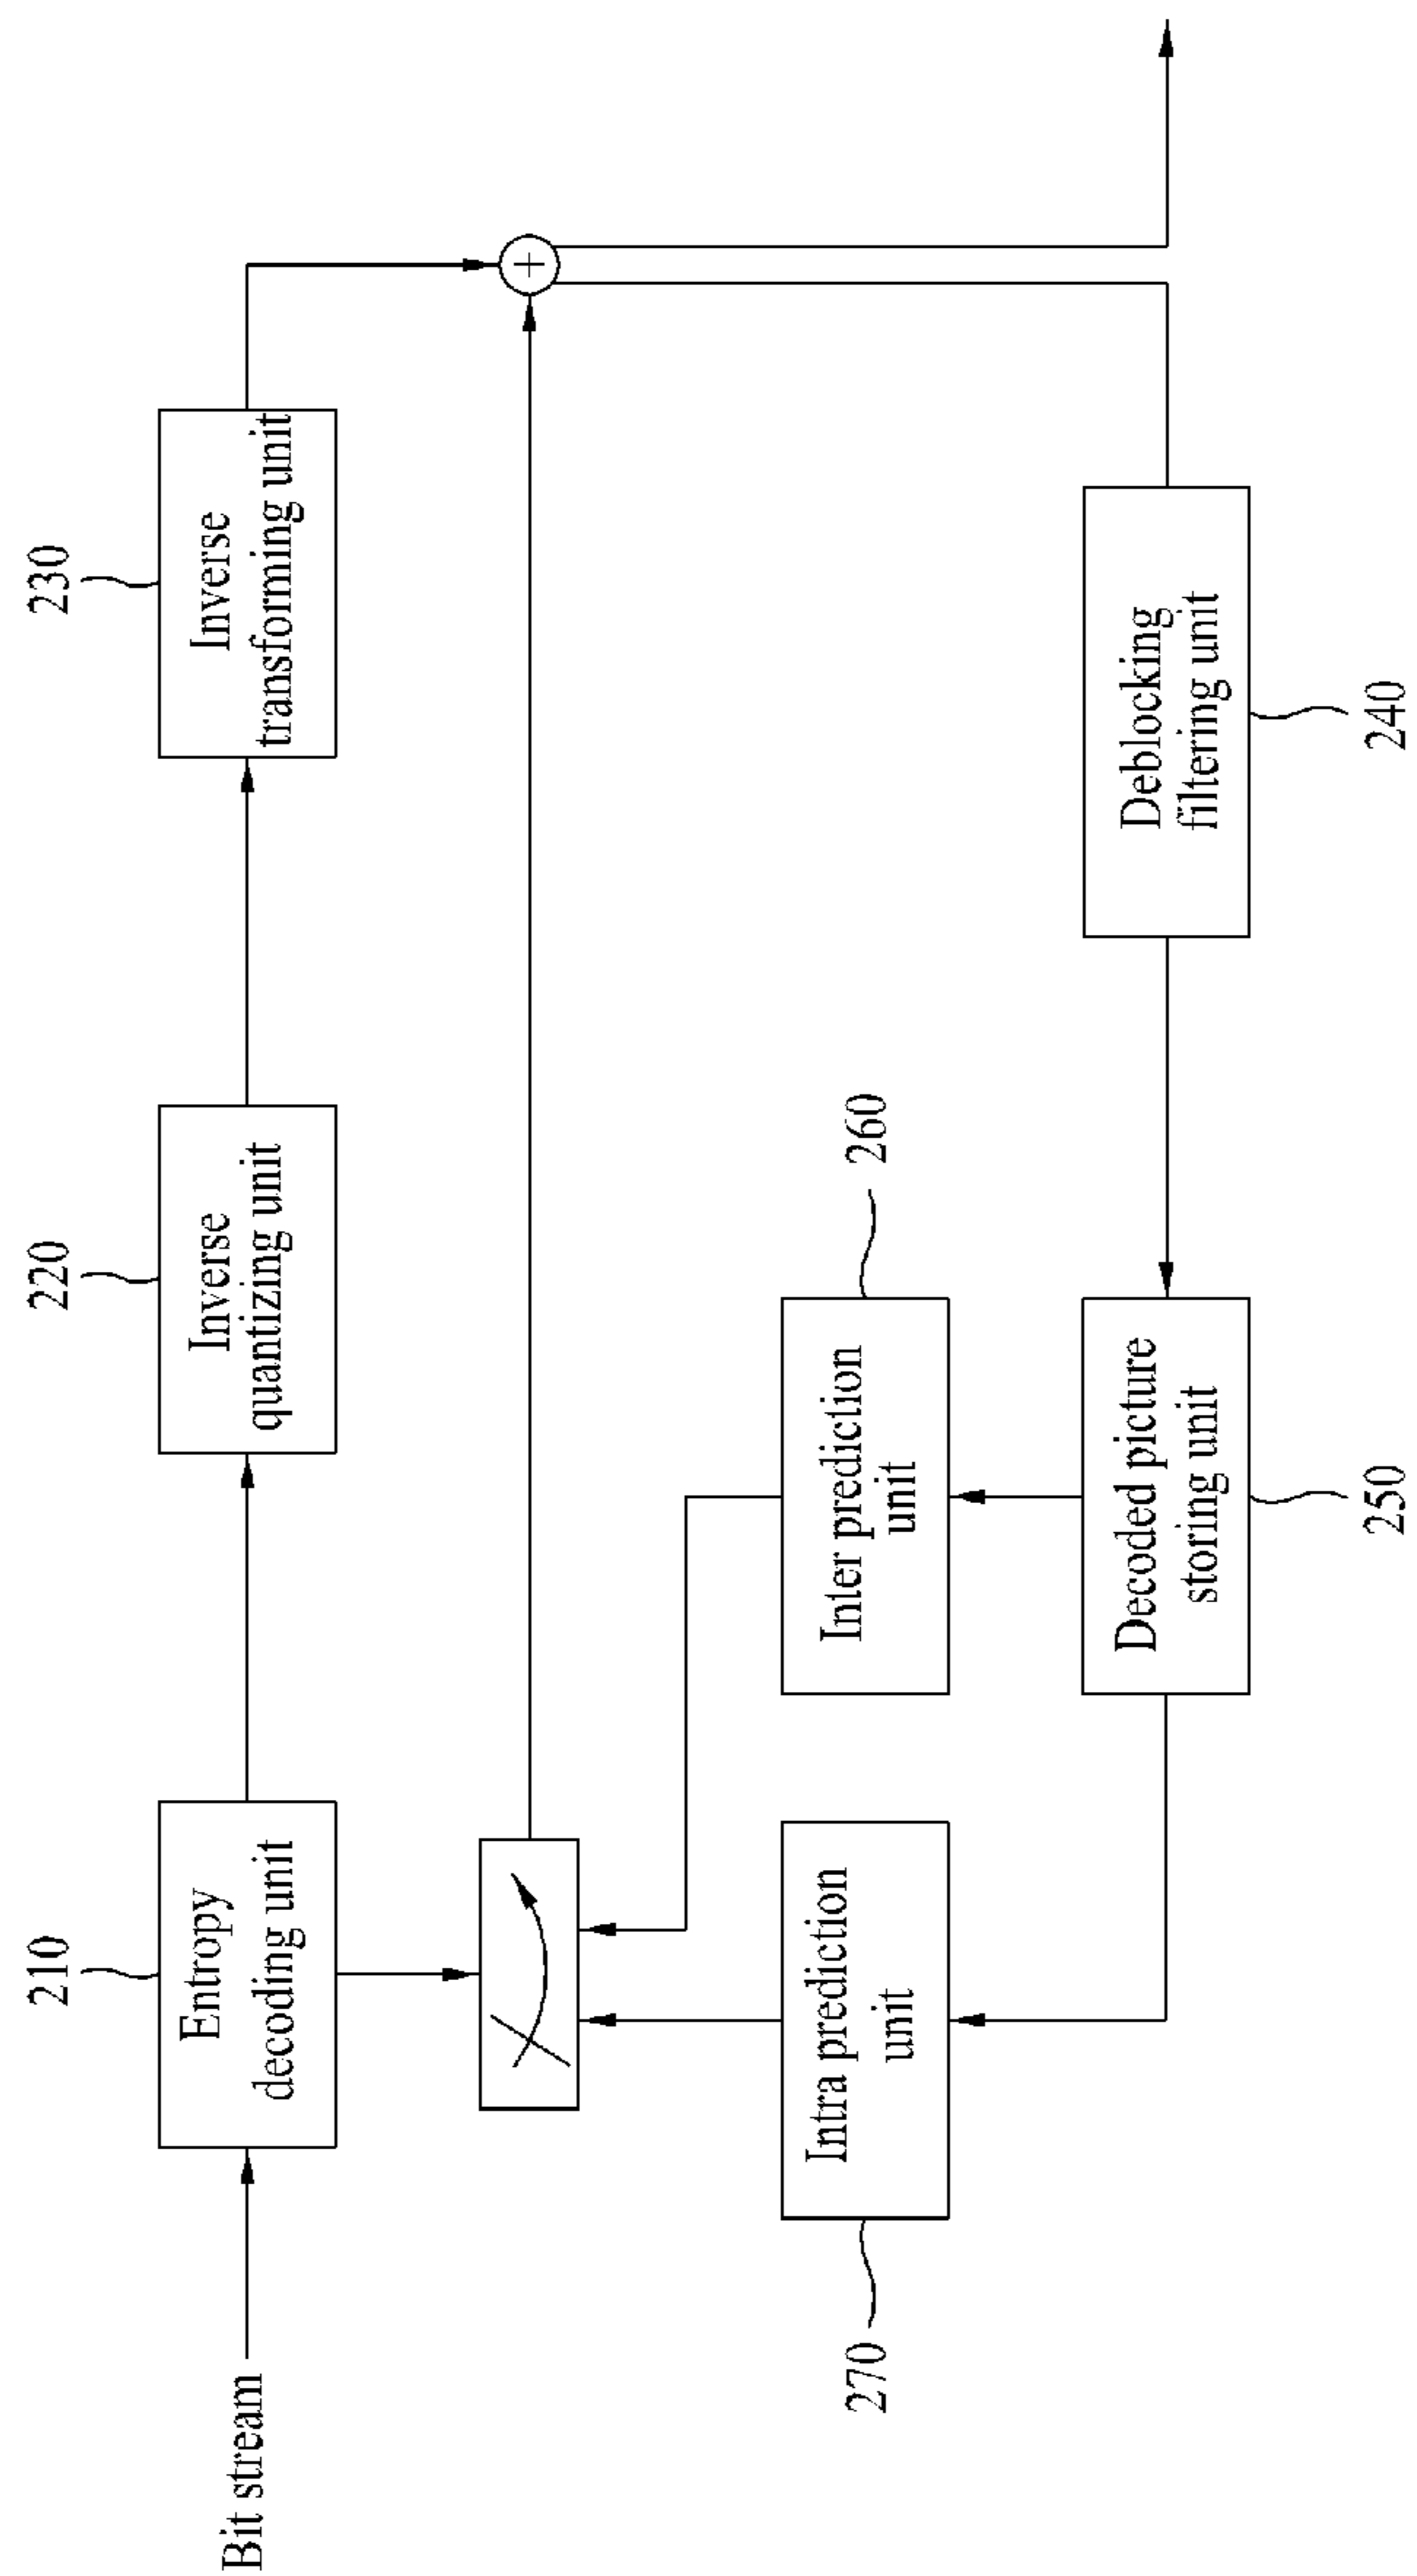 Bit stream
210
Entropy
decoding unit
220
Inverse
quantizing unit
230
Inverse
transforming unit
270
Intra prediction
unit
260
Inter prediction
unit
Decoded picture
storing unit
250
Deblocking
filtering unit
240
+